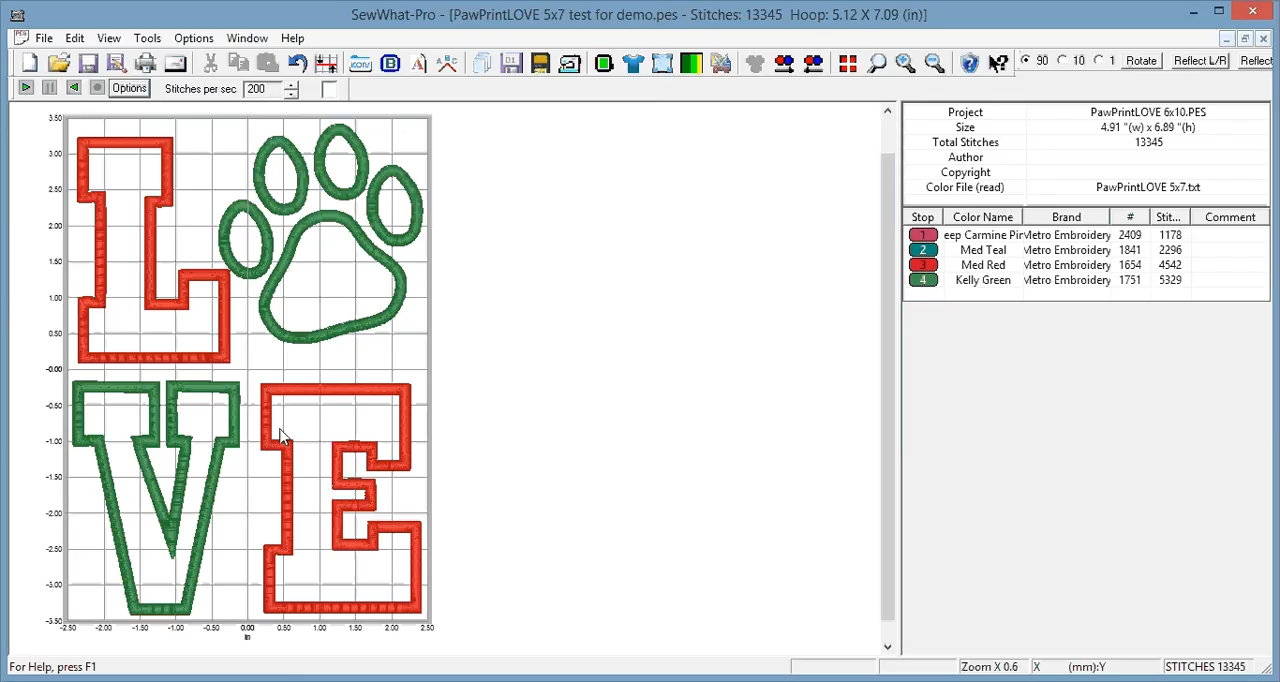 SewWhat-Pro - [PawPrintLOVE 5x7 test for demo.pes - Stitches: 13345 Hoop: 5.12 X 7.09 (in)]
File Edit View Tools Options Window Help
90 10 1 Rotate Reflect L/R Reflect
Options Stitches per sec 200
3.50
3.00
2.50
2.00
1.50
1.00
0.50
-0.00
-0.50
-1.00
-1.50
-2.00
-2.50
-3.00
-3.50
-2.50 -2.00 -1.50 -1.00 -0.50 0.00 0.50 1.00 1.50 2.00 2.50
in
L
V E
Project PawPrintLOVE 6x10.PES
Size 4.91 "(w) x 6.89 "(h)
Total Stitches 13345
Author
Copyright
Color File (read) PawPrintLOVE 5x7.txt
Stop Color Name Brand # Stit... Comment
1 eep Carmine Pin Metro Embroidery 2409 1178
2 Med Teal Metro Embroidery 1841 2296
3 Med Red Metro Embroidery 1654 4542
4 Kelly Green Metro Embroidery 1751 5329
For Help, press F1 Zoom X 0.6 X (mm):Y STITCHES 13345